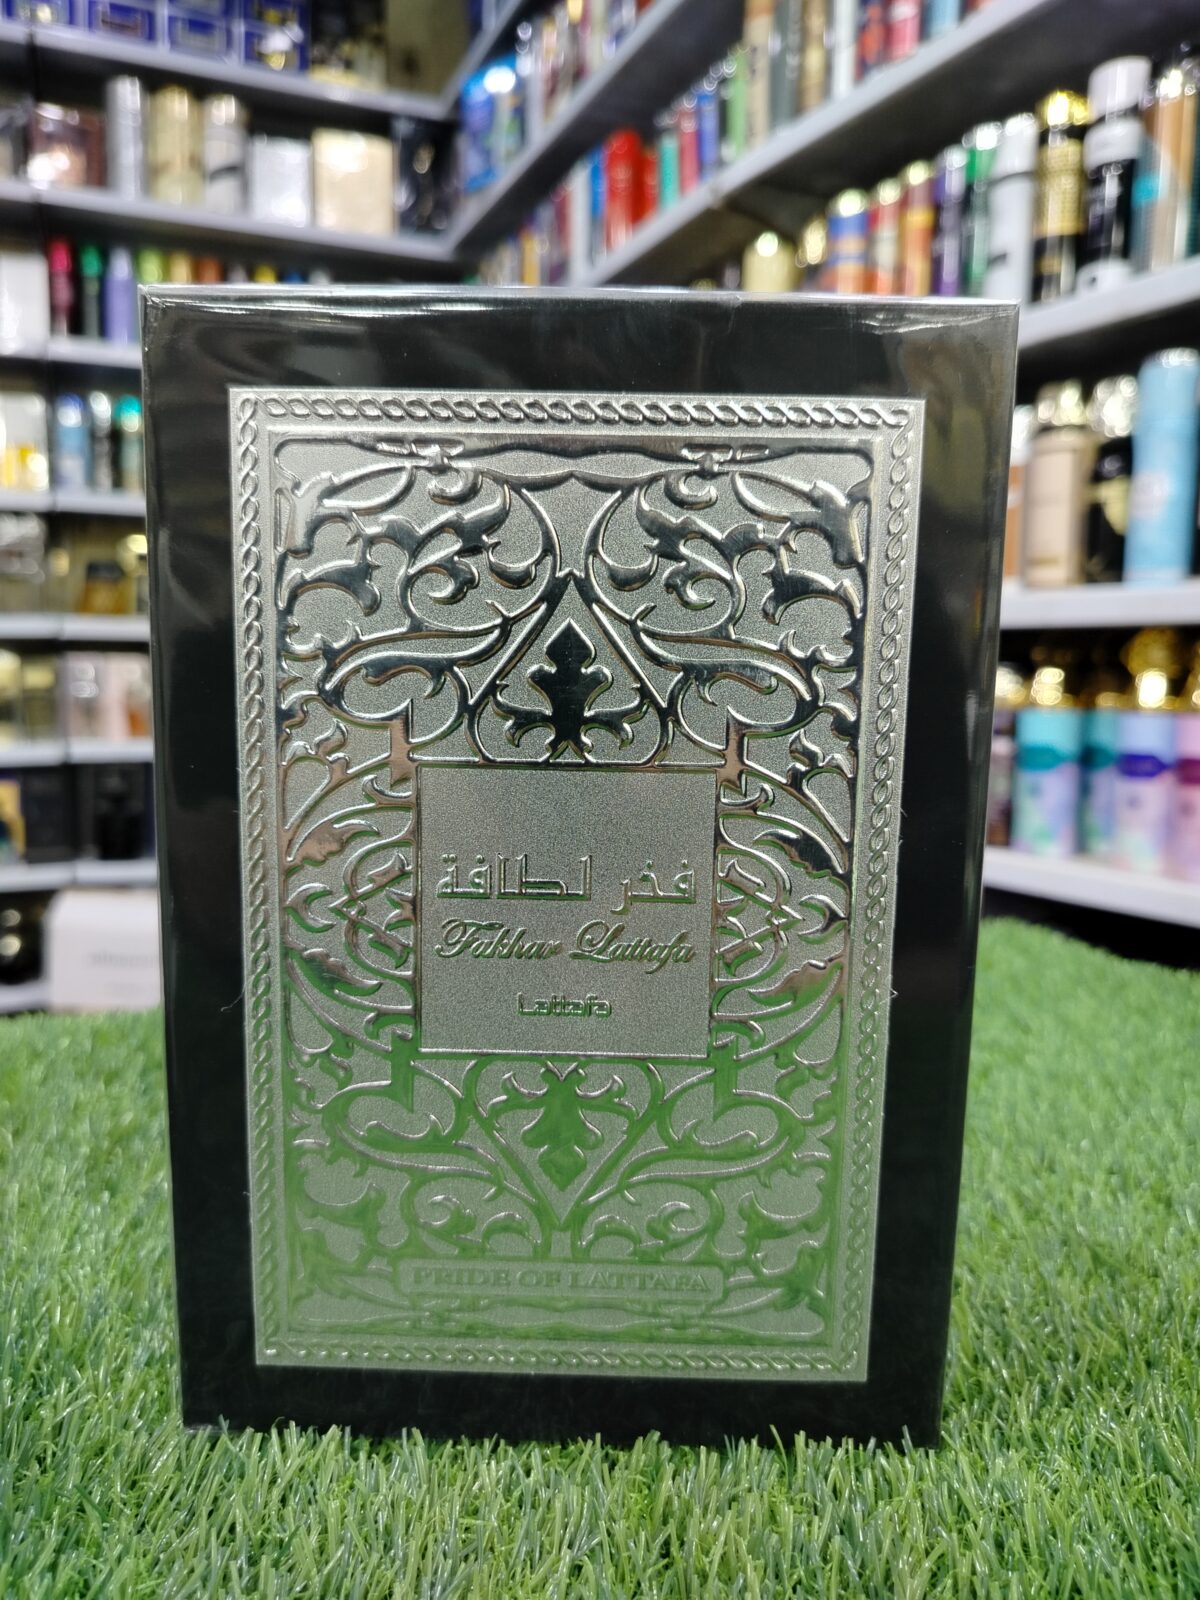 فخر لطافة
Fakhar Lattafa
Lattafa
PRIDE OF LATTAFA